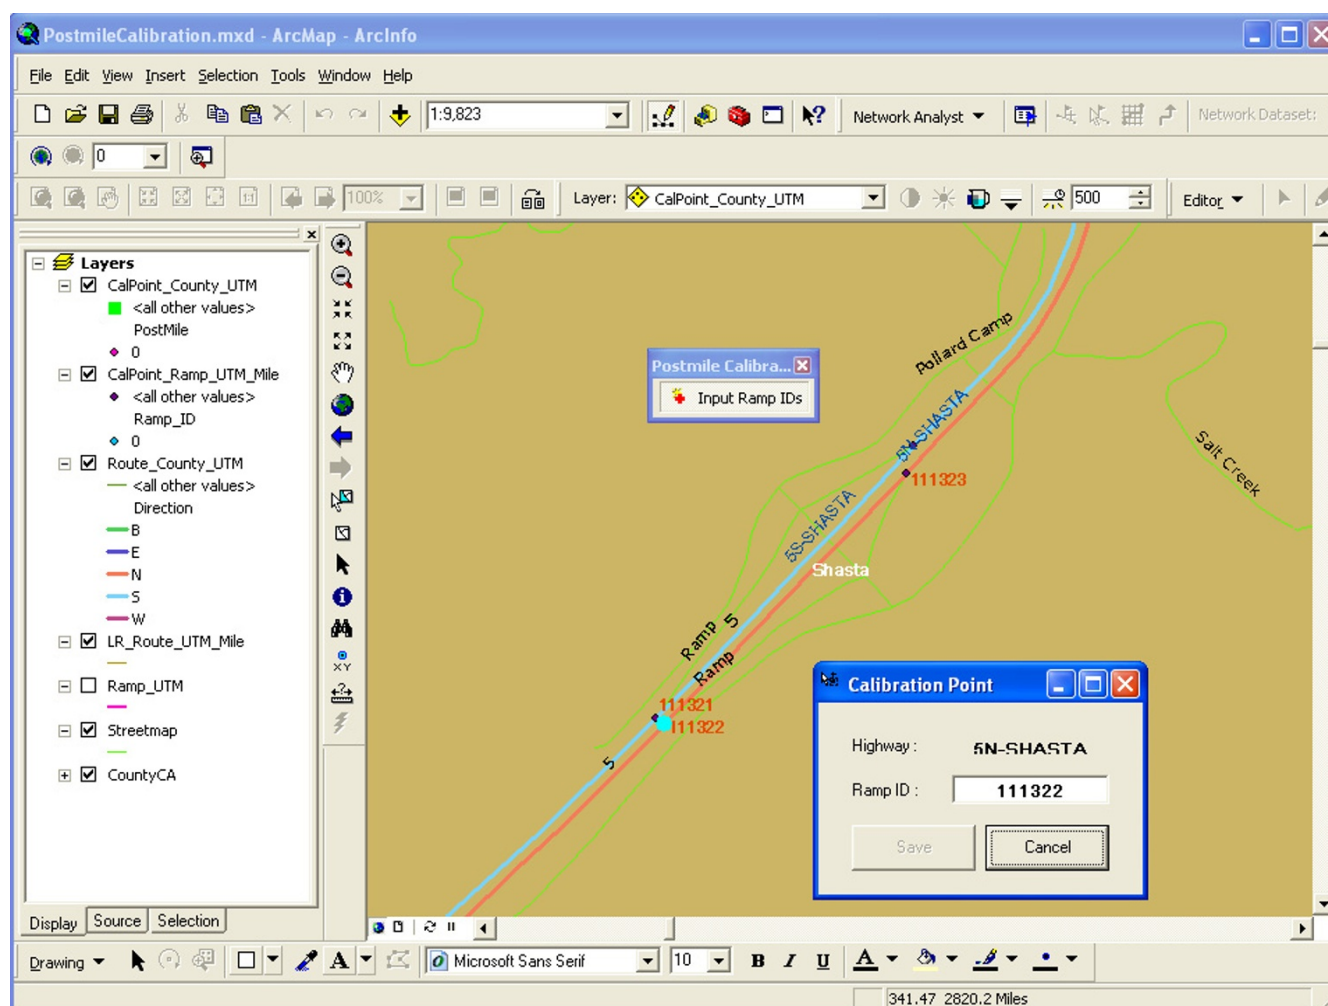 PostmileCalibration.mxd - ArcMap - ArcInfo
File Edit View Insert Selection Tools Window Help
1:9,823
Network Analyst
Network Dataset:
0
100%
Layer: CalPoint_County_UTM
500
Editor
Layers
CalPoint_County_UTM
<all other values>
PostMile
0
CalPoint_Ramp_UTM_Mile
<all other values>
Ramp_ID
0
Route_County_UTM
<all other values>
Direction
B
E
N
S
W
LR_Route_UTM_Mile
Ramp_UTM
Streetmap
CountyCA
Display Source Selection
XY
Postmile Calibra...
Input Ramp IDs
Pollard Camp
5N-SHASTA
Salt Creek
111323
5S-SHASTA
Shasta
Ramp
5
Ramp
111321
111322
5
Calibration Point
Highway : 5N-SHASTA
Ramp ID : 111322
Save Cancel
Drawing
A
Microsoft Sans Serif
10
B I U A
341.47 2820.2 Miles